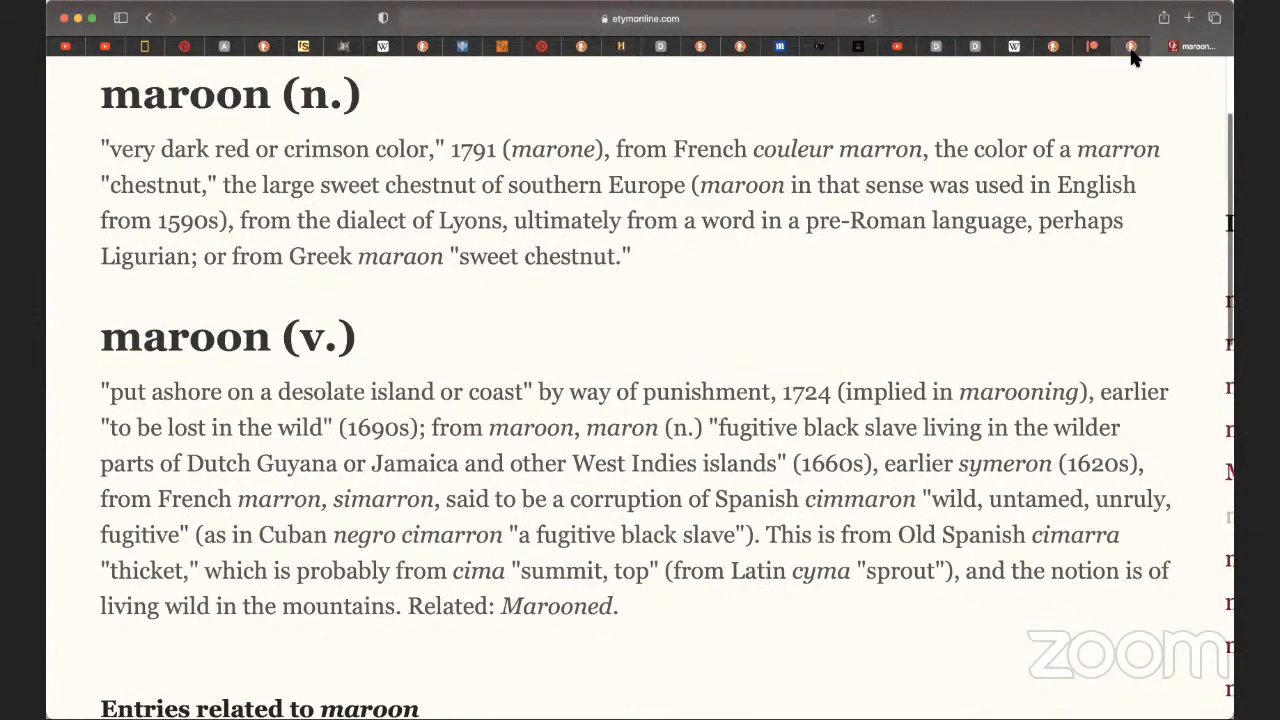 etymonline.com
maroon...
maroon (n.)
"very dark red or crimson color," 1791 (marone), from French couleur marron, the color of a marron
"chestnut," the large sweet chestnut of southern Europe (maroon in that sense was used in English
from 1590s), from the dialect of Lyons, ultimately from a word in a pre-Roman language, perhaps
Ligurian; or from Greek maraon "sweet chestnut."
maroon (v.)
"put ashore on a desolate island or coast" by way of punishment, 1724 (implied in marooning), earlier
"to be lost in the wild" (1690s); from maroon, maron (n.) "fugitive black slave living in the wilder
parts of Dutch Guyana or Jamaica and other West Indies islands" (1660s), earlier symeron (1620s),
from French marron, simarron, said to be a corruption of Spanish cimmaron "wild, untamed, unruly,
fugitive" (as in Cuban negro cimarron "a fugitive black slave"). This is from Old Spanish cimarra
"thicket," which is probably from cima "summit, top" (from Latin cyma "sprout"), and the notion is of
living wild in the mountains. Related: Marooned.
zoom
Entries related to maroon